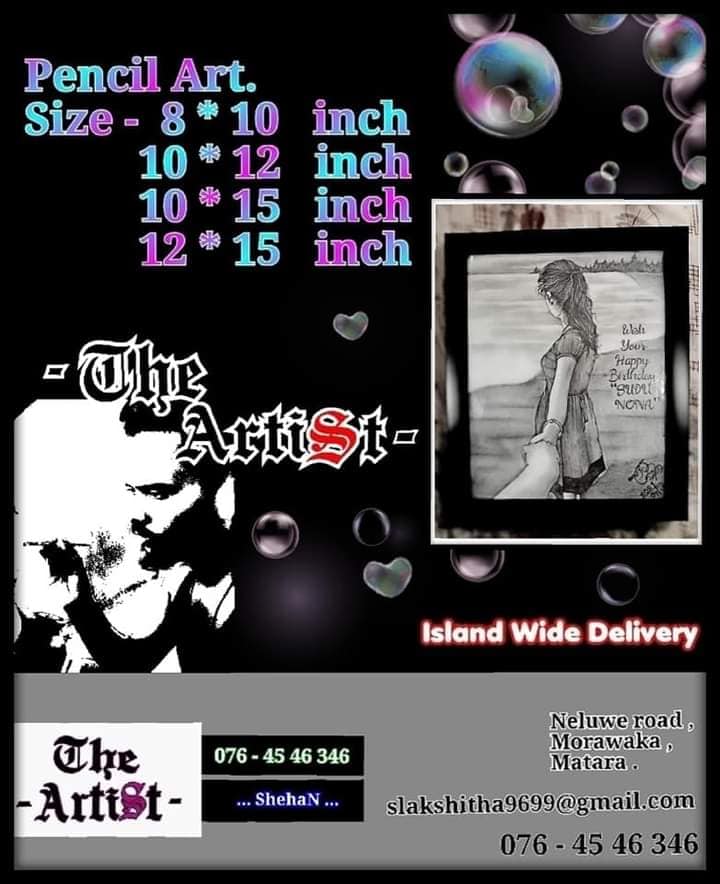 Pencil Art.
Size - 8 * 10 inch
10 * 12 inch
10 * 15 inch
12 * 15 inch
- The
ArtiSt -
Wish
Your
Happy
Birthday
"SUDU
NONA"
Island Wide Delivery
The
- ArtiSt -
076 - 45 46 346
... ShehaN ...
Neluwe road ,
Morawaka ,
Matara .
slakshitha9699@gmail.com
076 - 45 46 346